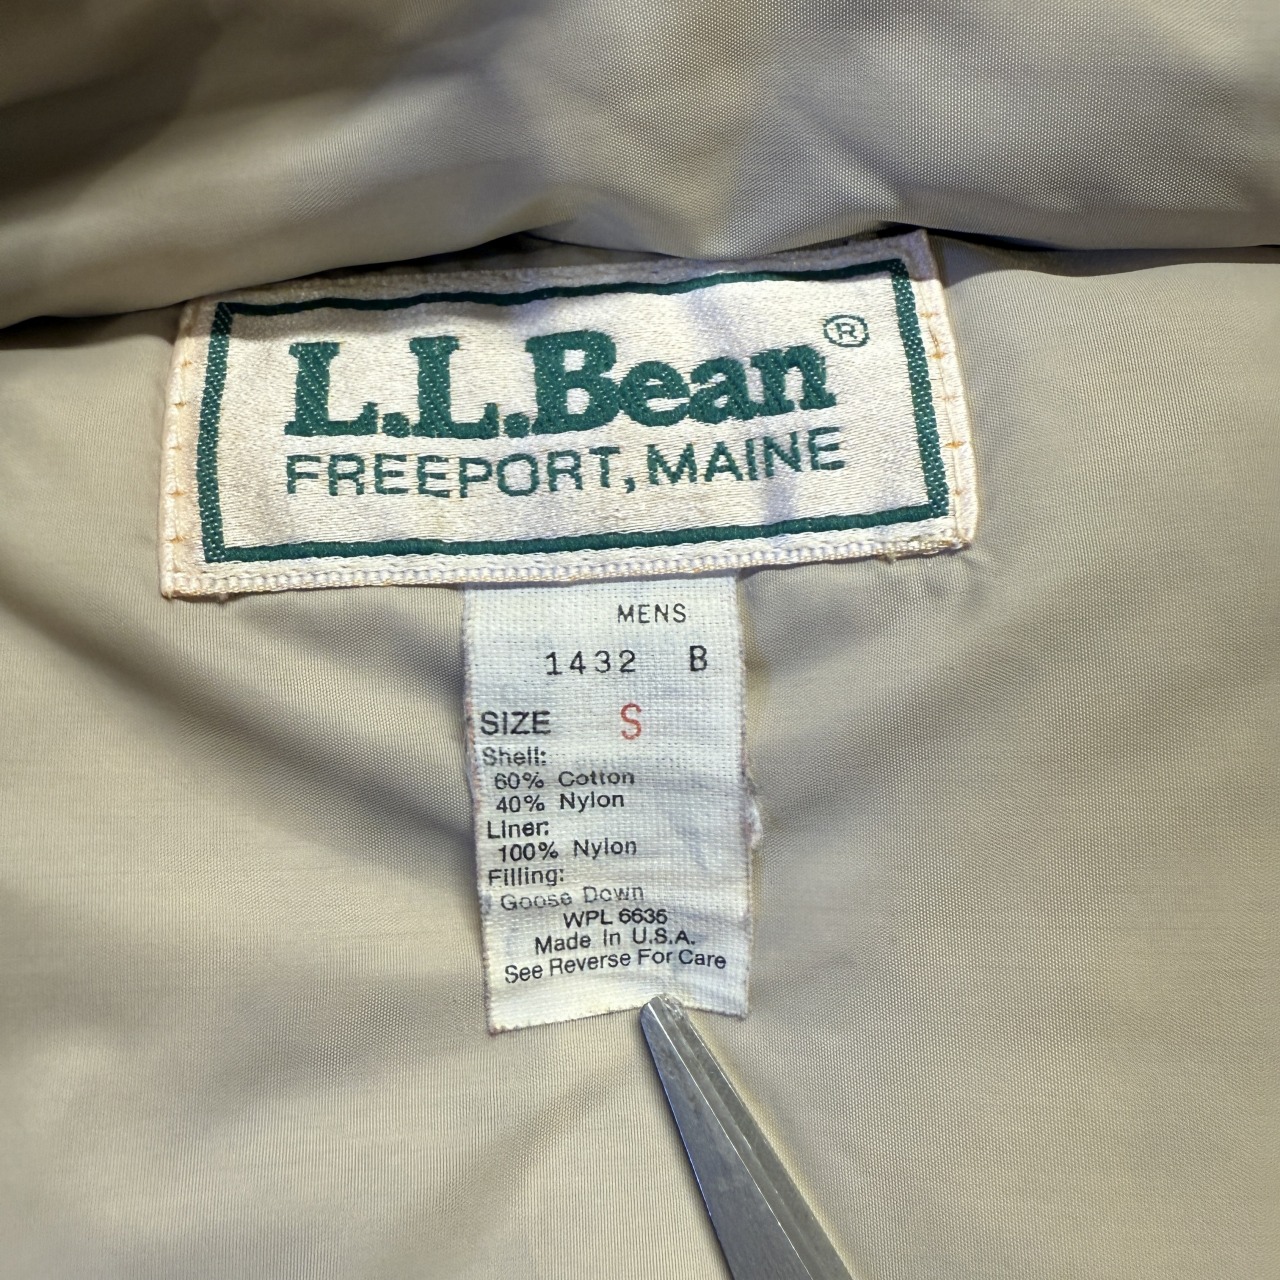 L.L.Bean®
FREEPORT, MAINE
MENS
1432 B
SIZE S
Shell:
60% Cotton
40% Nylon
Liner:
100% Nylon
Filling:
Goose Down
WPL 6635
Made In U.S.A.
See Reverse For Care